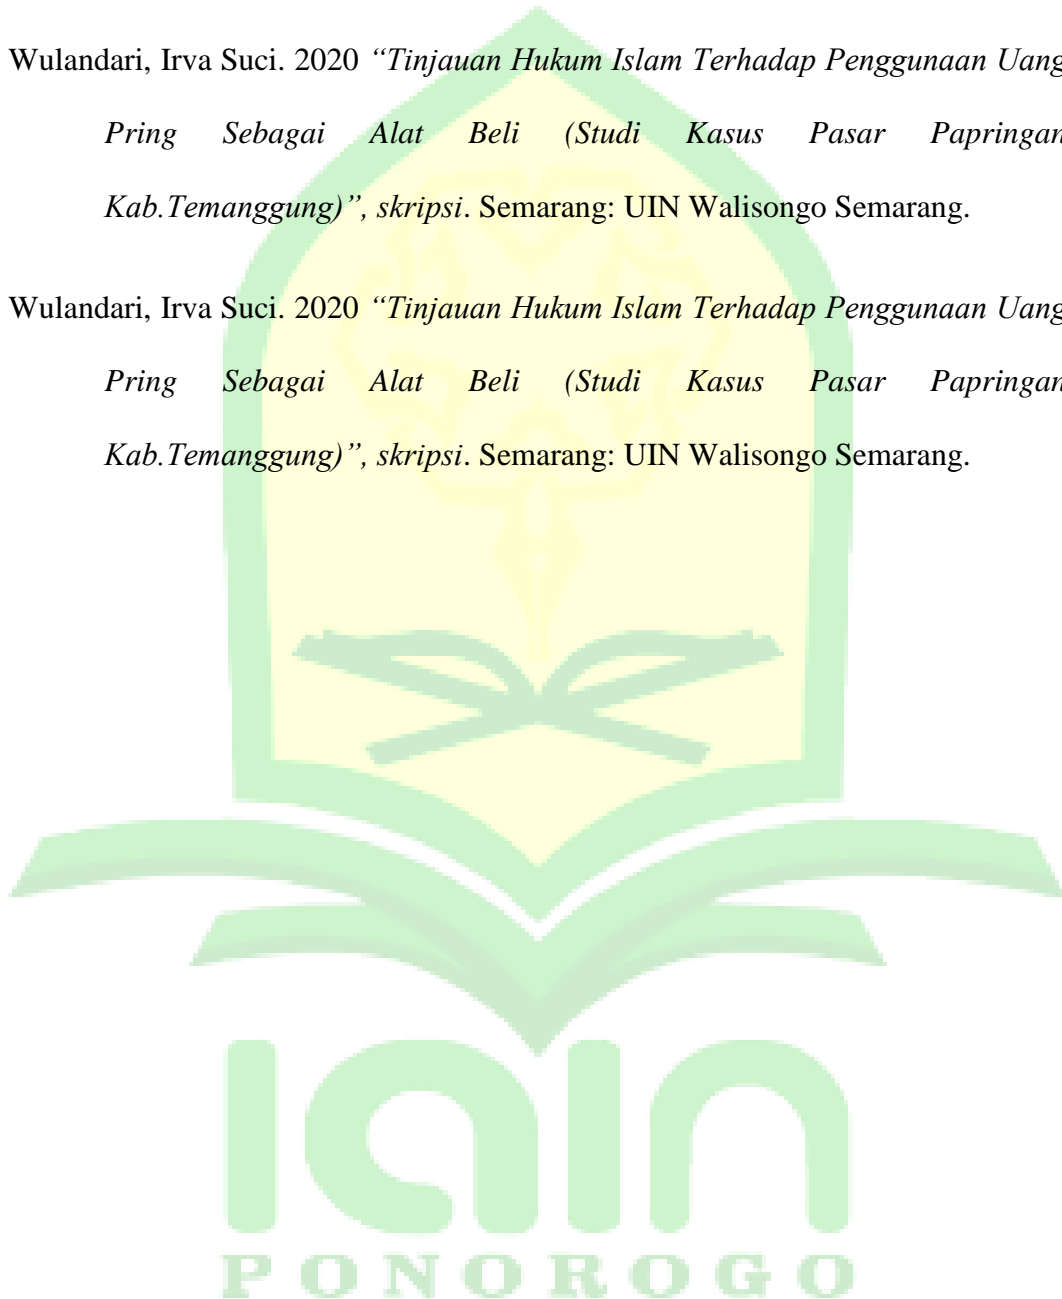 Wulandari, Irva Suci. 2020 “Tinjauan Hukum Islam Terhadap Penggunaan Uang
Pring Sebagai Alat Beli (Studi Kasus Pasar Papringan
Kab.Temanggung)”, skripsi. Semarang: UIN Walisongo Semarang.
Wulandari, Irva Suci. 2020 “Tinjauan Hukum Islam Terhadap Penggunaan Uang
Pring Sebagai Alat Beli (Studi Kasus Pasar Papringan
Kab.Temanggung)”, skripsi. Semarang: UIN Walisongo Semarang.
IAIN
PONOROGO